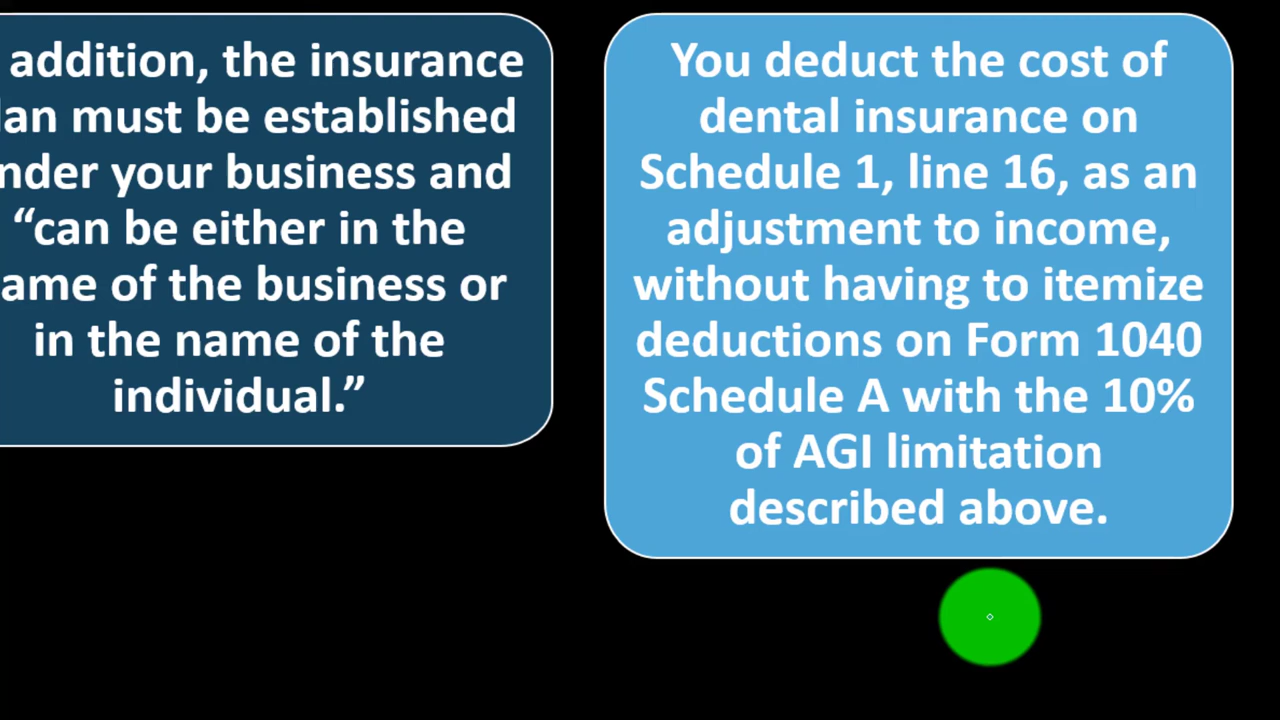 addition, the insurance
must be established
your business and
“can be either in the
of the business or
in the name of the
individual.”
You deduct the cost of
dental insurance on
Schedule 1, line 16, as an
adjustment to income,
without having to itemize
deductions on Form 1040
Schedule A with the 10%
of AGI limitation
described above.